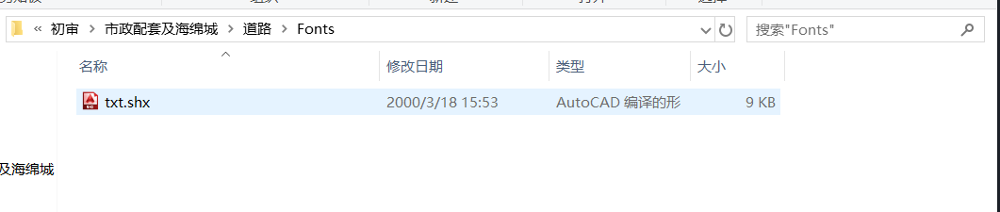 « 初审 > 市政配套及海绵城 > 道路 > Fonts
搜索"Fonts"
名称 修改日期 类型 大小
txt.shx 2000/3/18 15:53 AutoCAD 编译的形 9 KB
及海绵城